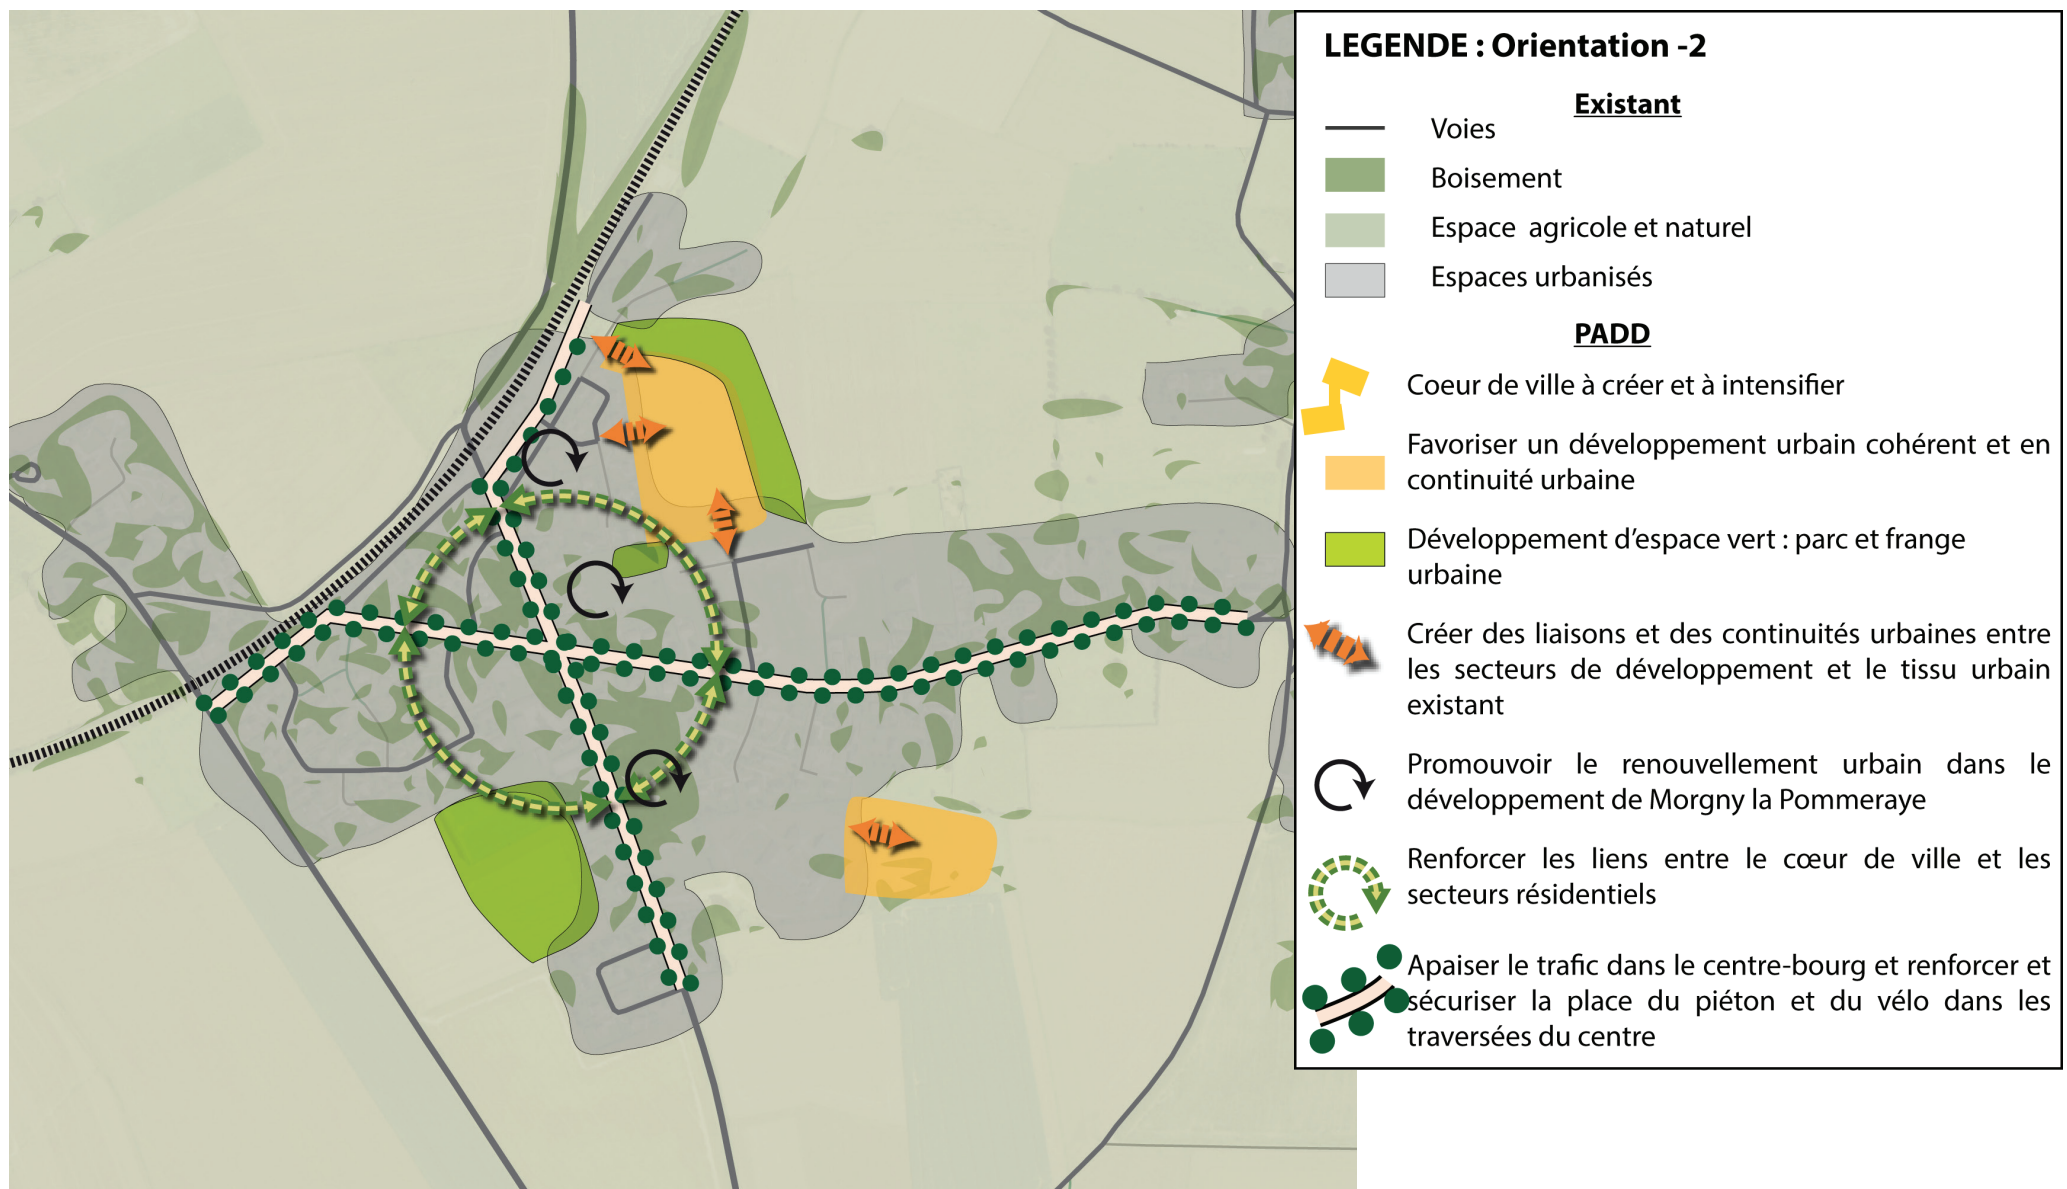 LEGENDE : Orientation -2
Existant
Voies
Boisement
Espace agricole et naturel
Espaces urbanisés
PADD
Coeur de ville à créer et à intensifier
Favoriser un développement urbain cohérent et en
continuité urbaine
Développement d'espace vert : parc et frange
urbaine
Créer des liaisons et des continuités urbaines entre
les secteurs de développement et le tissu urbain
existant
Promouvoir le renouvellement urbain dans le
développement de Morgny la Pommeraye
Renforcer les liens entre le cœur de ville et les
secteurs résidentiels
Apaiser le trafic dans le centre-bourg et renforcer et
sécuriser la place du piéton et du vélo dans les
traversées du centre